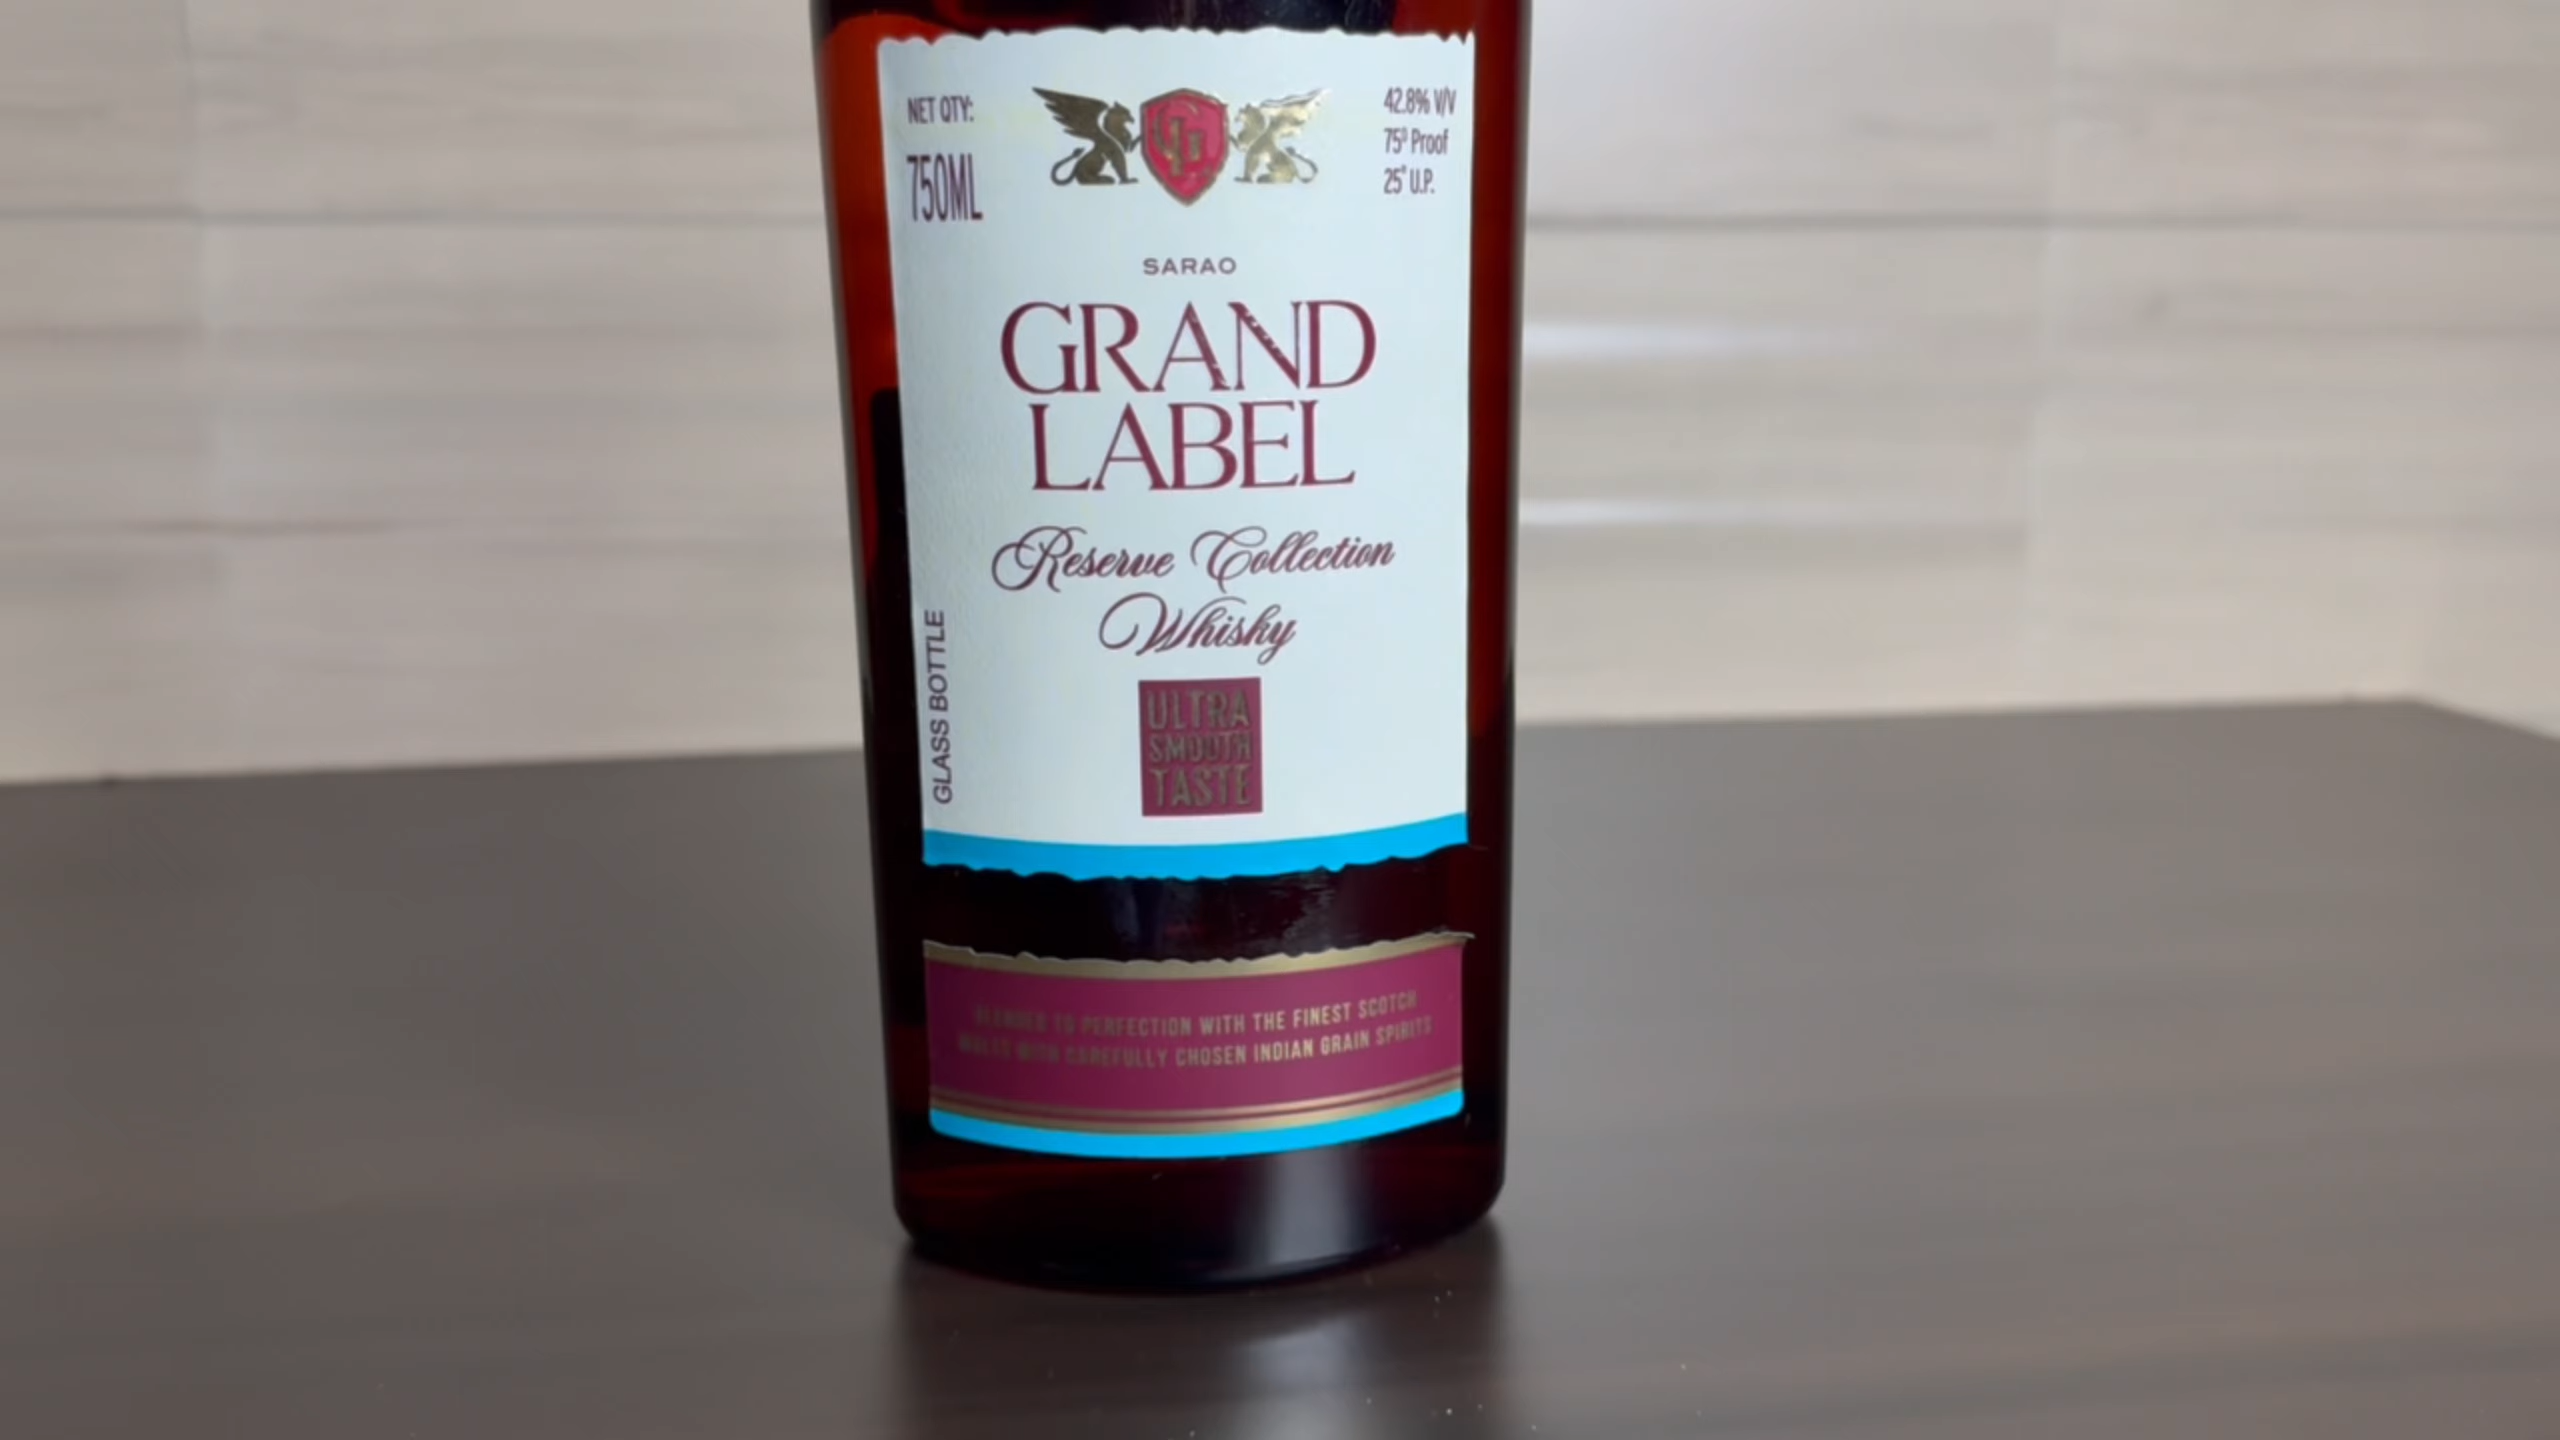 NET QTY:
750ML
42.8% V/V
75⁰ Proof
25° U.P.
SARAO
GRAND
LABEL
Reserve Collection
Whisky
GLASS BOTTLE
ULTRA
SMOOTH
TASTE
BLENDED TO PERFECTION WITH THE FINEST SCOTCH
MALTS WITH CAREFULLY CHOSEN INDIAN GRAIN SPIRITS